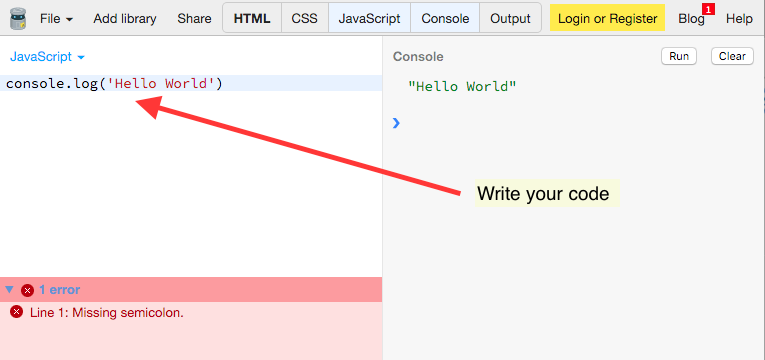 File Add library Share HTML CSS JavaScript Console Output Login or Register Blog 1 Help
JavaScript
console.log('Hello World')
Console Run Clear
"Hello World"
Write your code
1 error
Line 1: Missing semicolon.